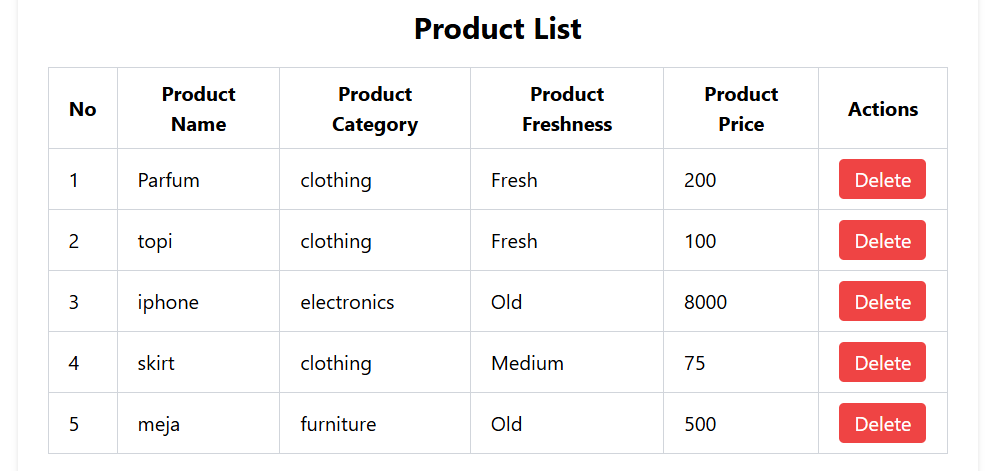 Product List
No Product Name Product Category Product Freshness Product Price Actions
1 Parfum clothing Fresh 200 Delete
2 topi clothing Fresh 100 Delete
3 iphone electronics Old 8000 Delete
4 skirt clothing Medium 75 Delete
5 meja furniture Old 500 Delete